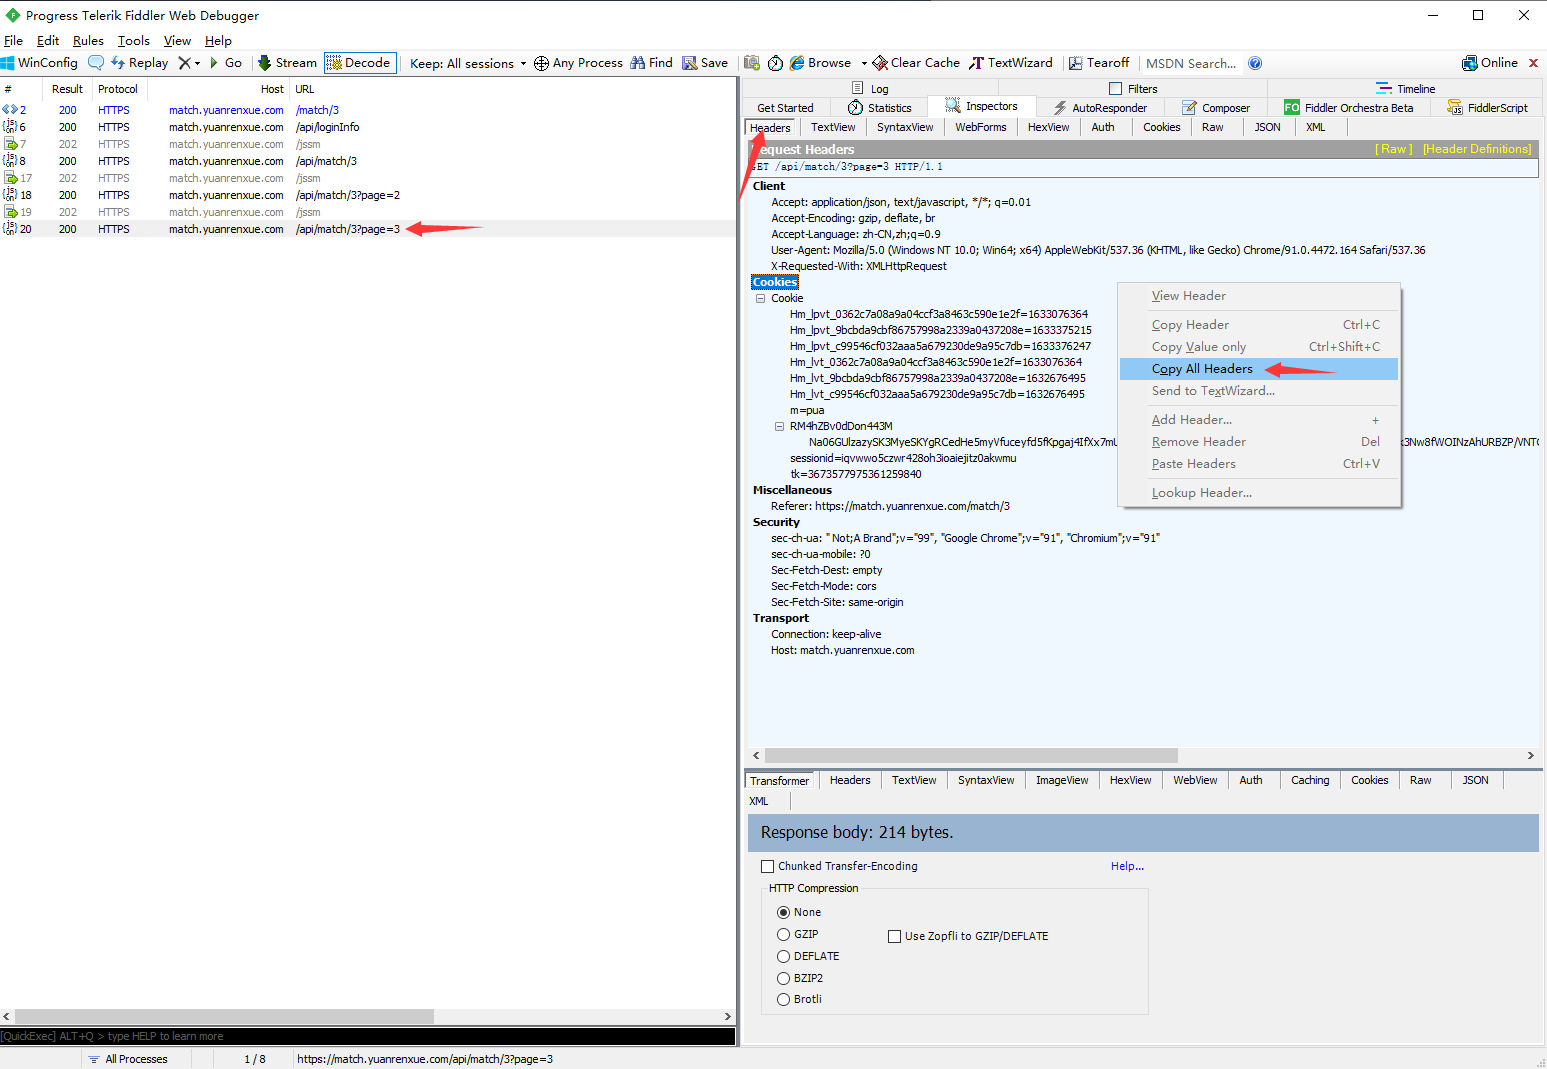 Progress Telerik Fiddler Web Debugger
File Edit Rules Tools View Help
WinConfig Replay Go Stream Decode Keep: All sessions Any Process Find Save Browse Clear Cache TextWizard Tearoff MSDN Search... Online
# Result Protocol Host URL
2 200 HTTPS match.yuanrenxue.com /match/3
6 200 HTTPS match.yuanrenxue.com /api/loginInfo
7 202 HTTPS match.yuanrenxue.com /jssm
8 200 HTTPS match.yuanrenxue.com /api/match/3
17 202 HTTPS match.yuanrenxue.com /jssm
18 200 HTTPS match.yuanrenxue.com /api/match/3?page=2
19 202 HTTPS match.yuanrenxue.com /jssm
20 200 HTTPS match.yuanrenxue.com /api/match/3?page=3
[QuickExec] ALT+Q > type HELP to learn more
Log Filters Timeline
Get Started Statistics Inspectors AutoResponder Composer FO Fiddler Orchestra Beta FiddlerScript
Headers TextView SyntaxView WebForms HexView Auth Cookies Raw JSON XML
Request Headers [ Raw ] [Header Definitions]
GET /api/match/3?page=3 HTTP/1.1
Client
Accept: application/json, text/javascript, */*; q=0.01
Accept-Encoding: gzip, deflate, br
Accept-Language: zh-CN,zh;q=0.9
User-Agent: Mozilla/5.0 (Windows NT 10.0; Win64; x64) AppleWebKit/537.36 (KHTML, like Gecko) Chrome/91.0.4472.164 Safari/537.36
X-Requested-With: XMLHttpRequest
Cookies
Cookie
Hm_lpvt_0362c7a08a9a04ccf3a8463c590e1e2f=1633076364
Hm_lpvt_9bcbda9cbf86757998a2339a0437208e=1633375215
Hm_lpvt_c99546cf032aaa5a679230de9a95c7db=1633376247
Hm_lvt_0362c7a08a9a04ccf3a8463c590e1e2f=1633076364
Hm_lvt_9bcbda9cbf86757998a2339a0437208e=1632676495
Hm_lvt_c99546cf032aaa5a679230de9a95c7db=1632676495
m=pua
RM4hZBv0dDon443M
sessionid=iqvwwo5czwr428oh3ioaiejitz0akwmu
tk=3673577975361259840
Miscellaneous
Referer: https://match.yuanrenxue.com/match/3
Security
sec-ch-ua: " Not;A Brand";v="99", "Google Chrome";v="91", "Chromium";v="91"
sec-ch-ua-mobile: ?0
Sec-Fetch-Dest: empty
Sec-Fetch-Mode: cors
Sec-Fetch-Site: same-origin
Transport
Connection: keep-alive
Host: match.yuanrenxue.com
View Header
Copy Header Ctrl+C
Copy Value only Ctrl+Shift+C
Copy All Headers
Send to TextWizard...
Add Header... +
Remove Header Del
Paste Headers Ctrl+V
Lookup Header...
Transformer Headers TextView SyntaxView ImageView HexView WebView Auth Caching Cookies Raw JSON
XML
Response body: 214 bytes.
Chunked Transfer-Encoding Help...
HTTP Compression
None
GZIP Use Zopfli to GZIP/DEFLATE
DEFLATE
BZIP2
Brotli
All Processes 1 / 8 https://match.yuanrenxue.com/api/match/3?page=3